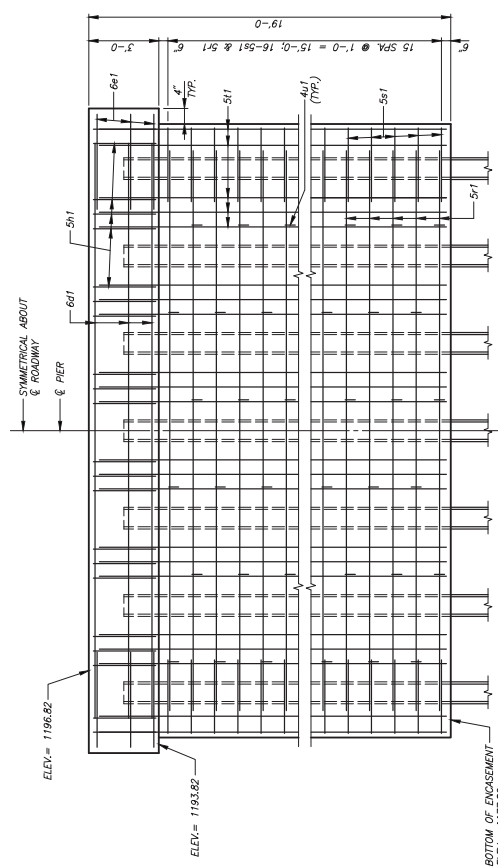 SYMMETRICAL ABOUT
℄ ROADWAY
℄ PIER
ELEV.= 1196.82
ELEV.= 1193.82
BOTTOM OF ENCASEMENT
6d1
5h1
6e1
4"
TYP.
5t1
4u1
(TYP.)
5s1
5r1
3'-0
19'-0
6"
15 SPA. @ 1'-0 = 15'-0; 16-5s1 & 5r1
6"